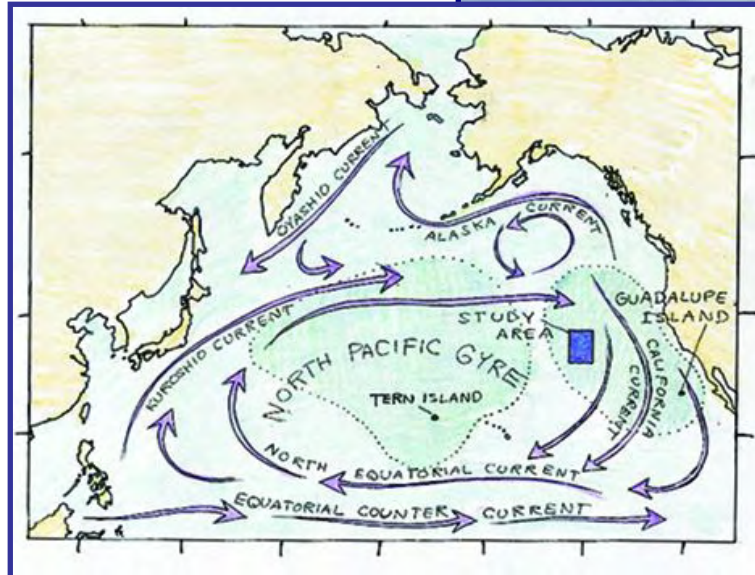 OYASHIO CURRENT
ALASKA CURRENT
GUADALUPE
ISLAND
STUDY
AREA
KUROSHIO CURRENT
NORTH PACIFIC GYRE
CALIFORNIA
CURRENT
TERN ISLAND
NORTH EQUATORIAL CURRENT
EQUATORIAL COUNTER CURRENT